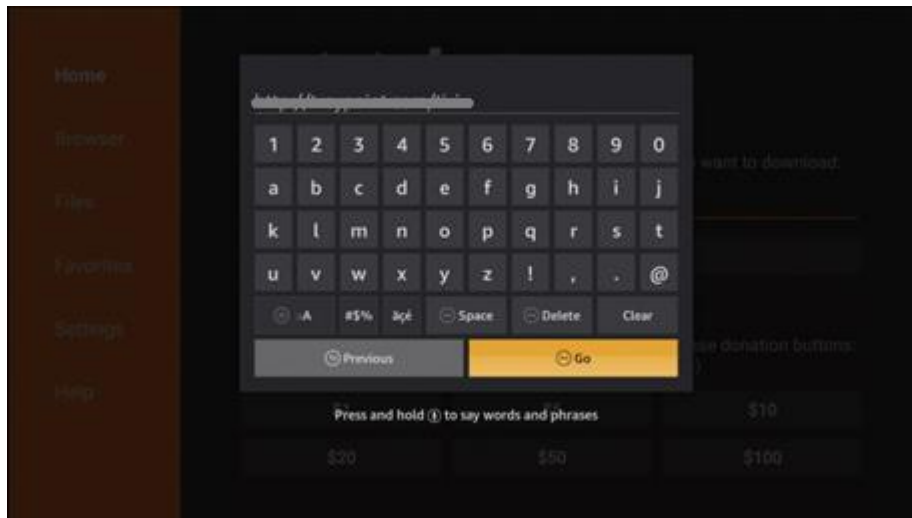 Home
Browser
want to download.
Files
Favorites
Settings
Help
1 2 3 4 5 6 7 8 9 0
a b c d e f g h i j
k l m n o p q r s t
u v w x y z ! , . @
A #$% äçé Space Delete Clear
Previous Go
donation buttons:
Press and hold to say words and phrases
$10
$20 $50 $100